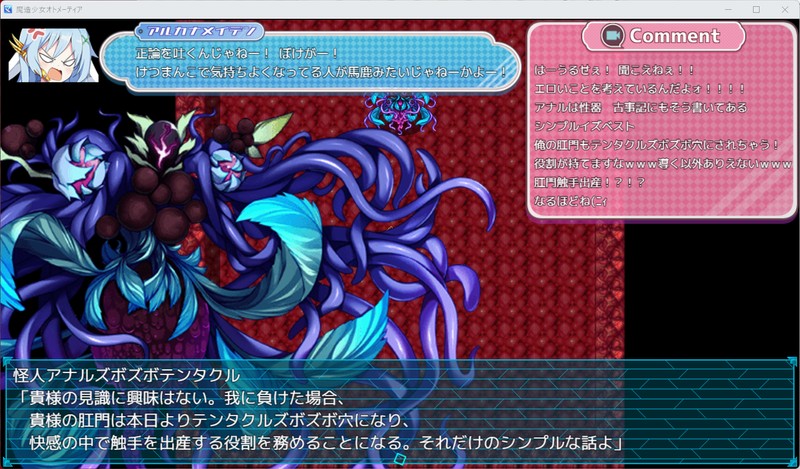 魔造少女オトメーティア
アルカナメイデン
正論を吐くんじゃねー! ぼけがー!
けつまんこで気持ちよくなってる人が馬鹿みたいじゃねーかよー!
Comment
はーうるせぇ! 聞こえねぇ!!
エロいことを考えているんだよォ!!!!
アナルは性器 古事記にもそう書いてある
シンプルイズベスト
俺の肛門もテンタクルズボズボ穴にされちゃう!
役割が持てますなwww導く以外ありえないwww
肛門触手出産!?!?
なるほどね(ﾆｨ
怪人アナルズボズボテンタクル
「貴様の見識に興味はない。我に負けた場合、
貴様の肛門は本日よりテンタクルズボズボ穴になり、
快感の中で触手を出産する役割を務めることになる。それだけのシンプルな話よ」